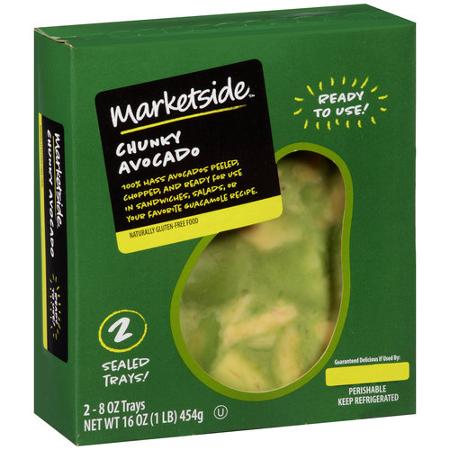 Marketside™
CHUNKY
AVOCADO
100% HASS AVOCADOS PEELED,
CHOPPED, AND READY FOR USE
IN SANDWICHES, SALADS, OR
YOUR FAVORITE GUACAMOLE RECIPE.
NATURALLY GLUTEN-FREE FOOD
READY
TO USE!
2
SEALED
TRAYS!
2 - 8 OZ Trays
NET WT 16 OZ (1 LB) 454g
U
Guaranteed Delicious If Used By:
PERISHABLE
KEEP REFRIGERATED
Marketside.
CHUNKY AVOCADO